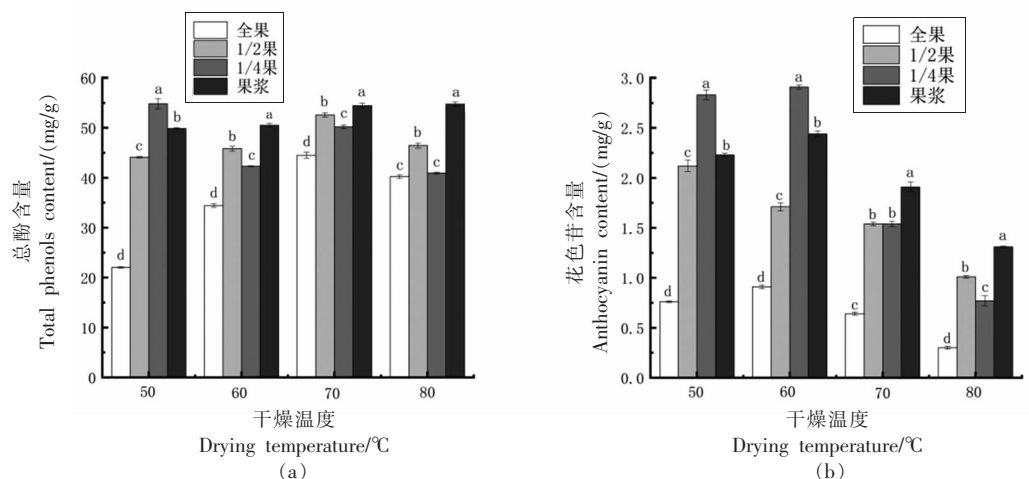 全果
1/2果
1/4果
果浆
总酚含量
Total phenols content/(mg/g)
60
50
40
30
20
10
0
d
c
a
b
d
b
c
a
d
b
c
a
d
b
c
a
50
60
70
80
干燥温度
Drying temperature/℃
(a)
全果
1/2果
1/4果
果浆
花色苷含量
Anthocyanin content/(mg/g)
3.0
2.5
2.0
1.5
1.0
0.5
0.0
d
c
a
b
d
c
a
b
c
b
b
a
d
b
c
a
50
60
70
80
干燥温度
Drying temperature/℃
(b)